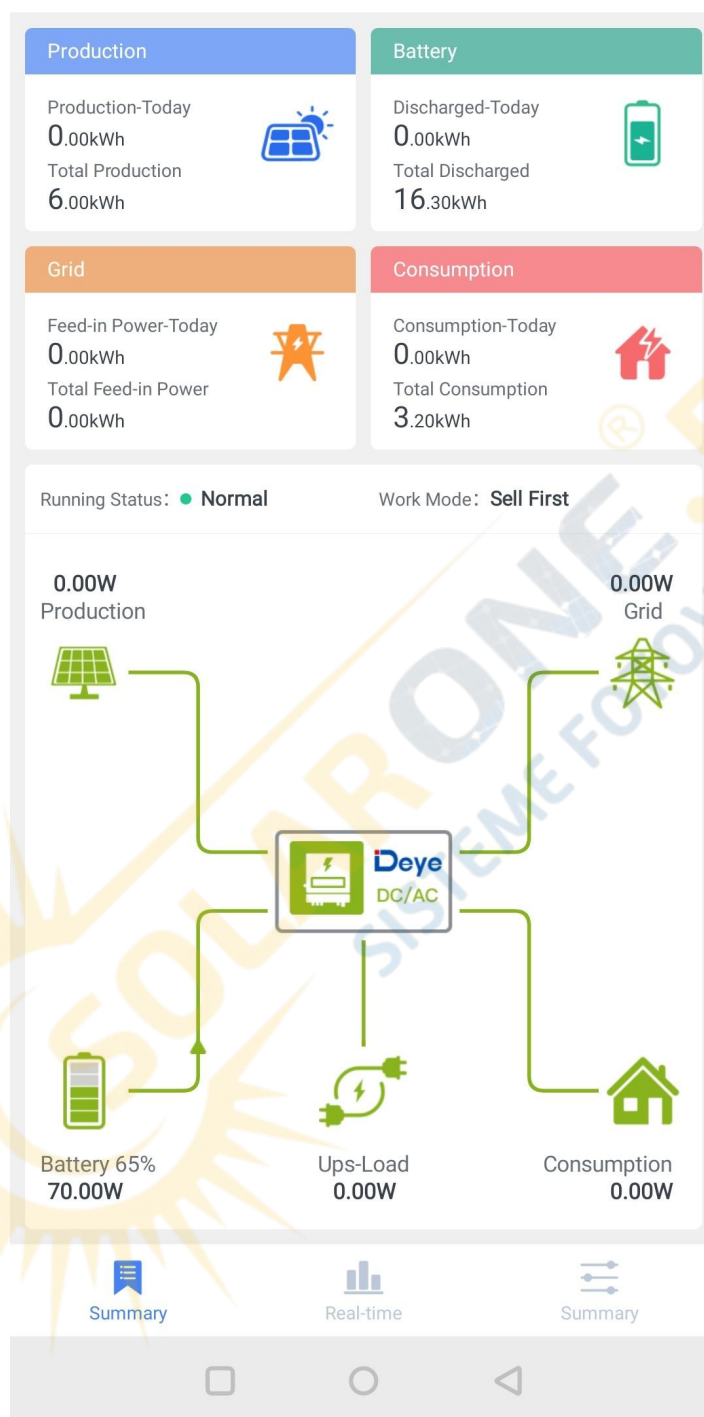 Production
Battery
Production-Today
0.00kWh
Total Production
6.00kWh
Discharged-Today
0.00kWh
Total Discharged
16.30kWh
Grid
Consumption
Feed-in Power-Today
0.00kWh
Total Feed-in Power
0.00kWh
Consumption-Today
0.00kWh
Total Consumption
3.20kWh
Running Status: Normal
Work Mode: Sell First
0.00W
Production
0.00W
Grid
Deye
DC/AC
Battery 65%
70.00W
Ups-Load
0.00W
Consumption
0.00W
Summary
Real-time
Summary
SOLARONE.
®
SISTEME